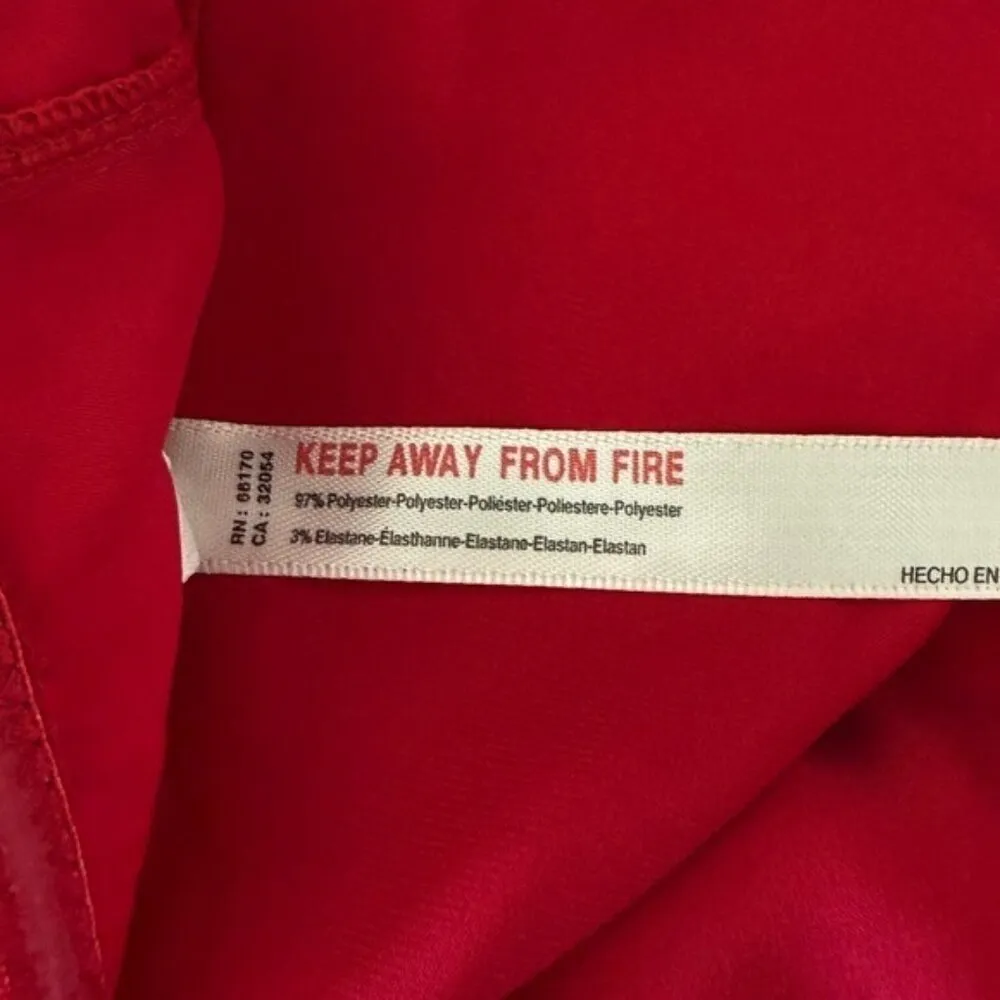 RN: 66170
CA: 32054
KEEP AWAY FROM FIRE
97% Polyester-Polyester-Poliéster-Poliestere-Polyester
3% Elastane-Élasthanne-Elastano-Elastan-Elastan
HECHO EN